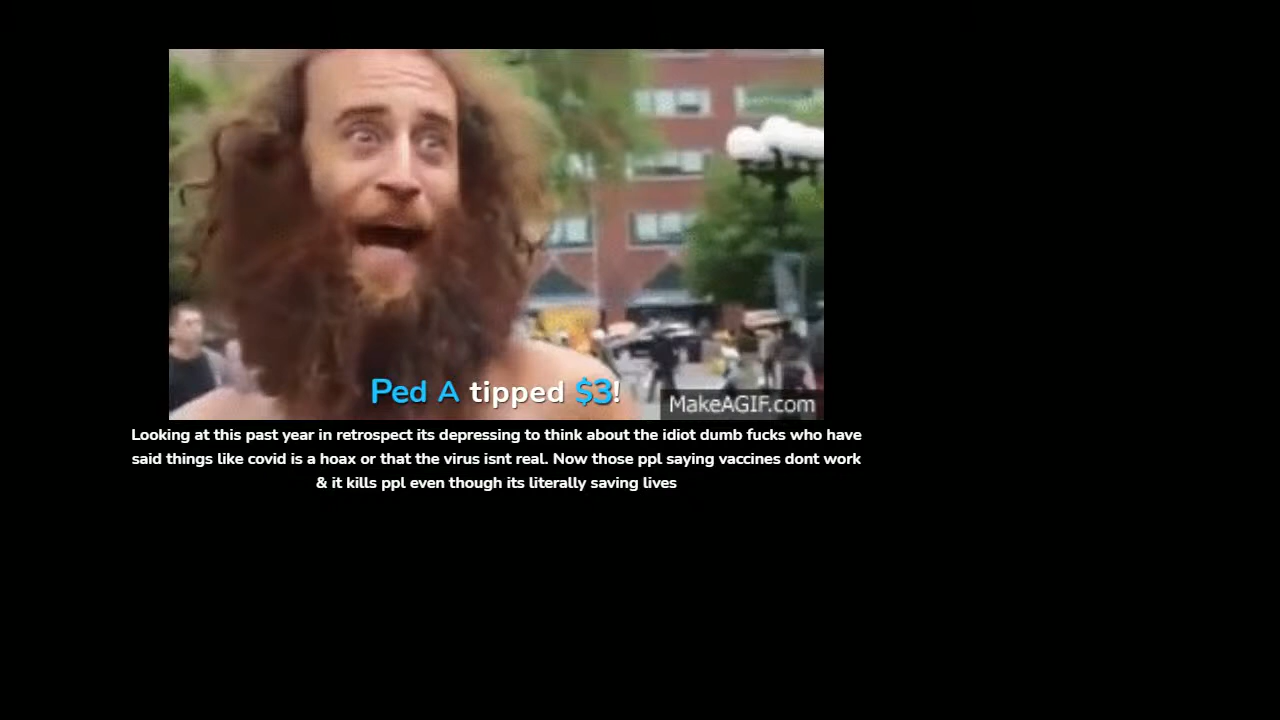 Ped A tipped $3!
MakeAGIF.com
Looking at this past year in retrospect its depressing to think about the idiot dumb fucks who have
said things like covid is a hoax or that the virus isnt real. Now those ppl saying vaccines dont work
& it kills ppl even though its literally saving lives